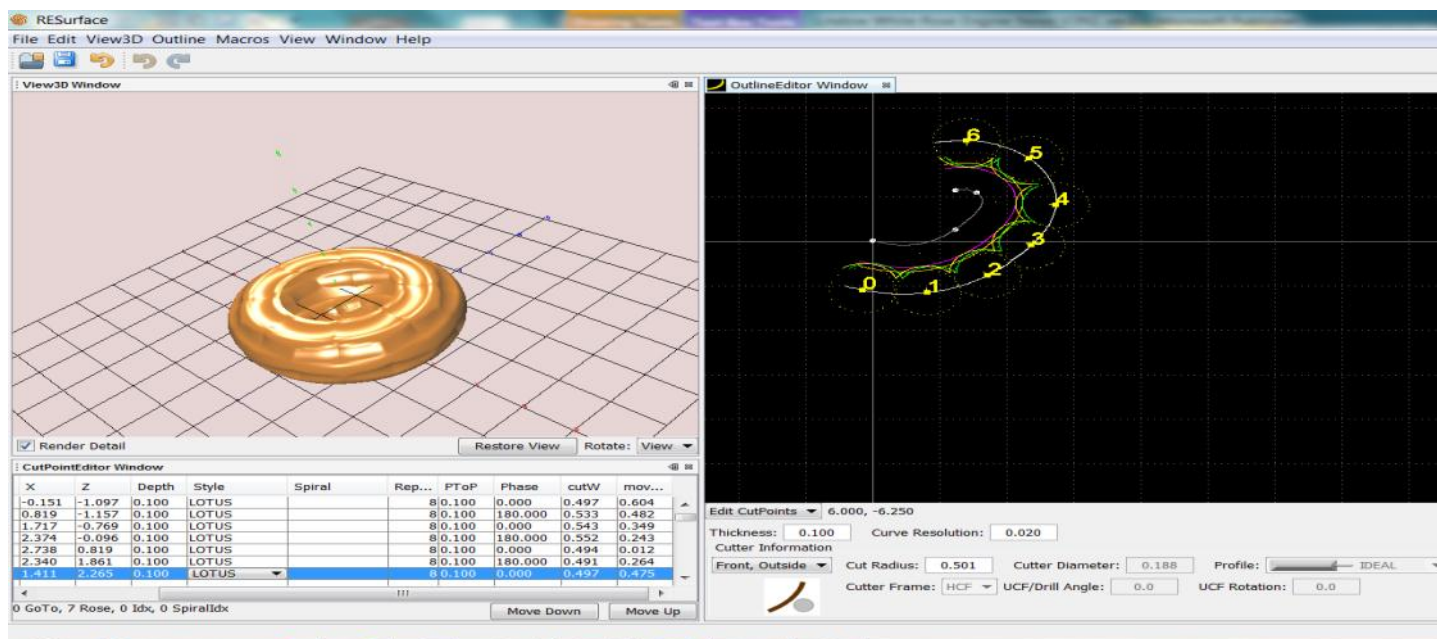 RESurface
File Edit View3D Outline Macros View Window Help
View3D Window
OutlineEditor Window
6
5
4
3
2
1
0
Render Detail
Restore View
Rotate: View
CutPointEditor Window
X Z Depth Style Spiral Rep... PToP Phase cutW mov...
-0.151 -1.097 0.100 LOTUS 8 0.100 0.000 0.497 0.604
0.819 -1.157 0.100 LOTUS 8 0.100 180.000 0.533 0.482
1.717 -0.769 0.100 LOTUS 8 0.100 0.000 0.543 0.349
2.374 -0.096 0.100 LOTUS 8 0.100 180.000 0.552 0.243
2.738 0.819 0.100 LOTUS 8 0.100 0.000 0.494 0.012
2.340 1.861 0.100 LOTUS 8 0.100 180.000 0.491 0.264
1.411 2.265 0.100 LOTUS 8 0.100 0.000 0.497 0.475
0 GoTo, 7 Rose, 0 Idx, 0 SpiralIdx
Move Down
Move Up
Edit CutPoints 6.000, -6.250
Thickness: 0.100 Curve Resolution: 0.020
Cutter Information
Front, Outside Cut Radius: 0.501 Cutter Diameter: 0.188 Profile: IDEAL
Cutter Frame: HCF UCF/Drill Angle: 0.0 UCF Rotation: 0.0